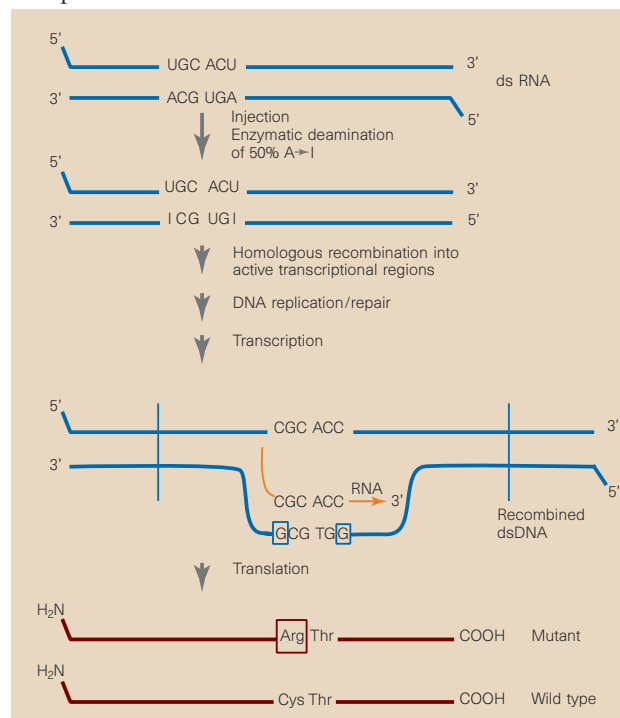 5’
UGC ACU
3’
ds RNA
3’
ACG UGA
5’
Injection
Enzymatic deamination
of 50% A→I
5’
UGC ACU
3’
3’
ICG UGI
5’
Homologous recombination into
active transcriptional regions
DNA replication/repair
Transcription
5’
CGC ACC
3’
3’
RNA
CGC ACC
3’
5’
GCG TGG
Recombined
dsDNA
Translation
H₂N
Arg Thr
COOH
Mutant
H₂N
Cys Thr
COOH
Wild type